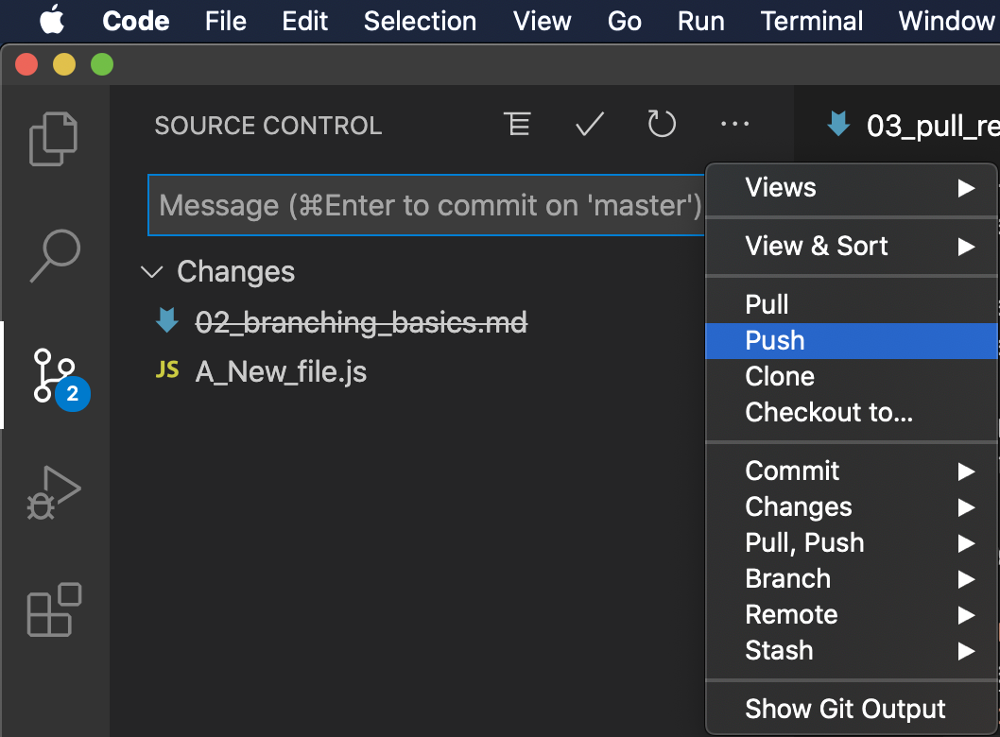 Code File Edit Selection View Go Run Terminal Window
SOURCE CONTROL
03_pull_re
Message (⌘Enter to commit on 'master')
Changes
02_branching_basics.md
JS A_New_file.js
2
Views
View & Sort
Pull
Push
Clone
Checkout to...
Commit
Changes
Pull, Push
Branch
Remote
Stash
Show Git Output